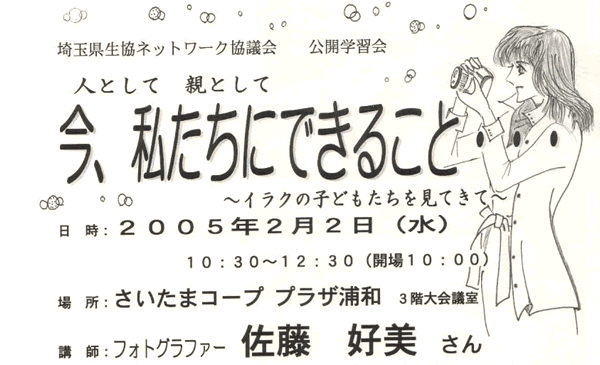 埼玉県生協ネットワーク協議会　公開学習会
人として　親として
今、私たちにできること・・・
～イラクの子どもたちを見てきて～
日　時：２００５年２月２日（水）
１０：３０～１２：３０（開場１０：００）
場　所：さいたまコープ　プラザ浦和　３階大会議室
講　師：フォトグラファー　佐藤　好美　さん